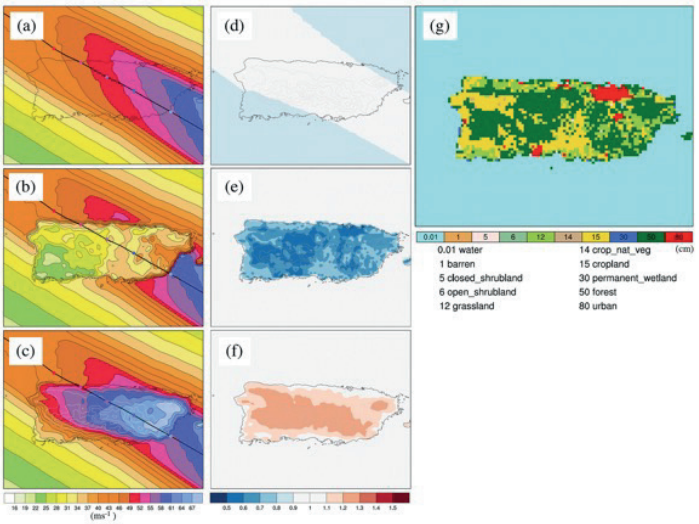 (a)
(d)
(g)
(b)
(e)
0.01 1 5 6 12 14 15 30 50 80
(cm)
0.01 water 14 crop_nat_veg
1 barren 15 cropland
5 closed_shrubland 30 permanent_wetland
6 open_shrubland 50 forest
12 grassland 80 urban
(c)
(f)
16 19 22 25 28 31 34 37 40 43 46 49 52 55 58 61 64 67
0.5 0.6 0.7 0.8 0.9 1 1.1 1.2 1.3 1.4 1.5
(ms⁻¹)